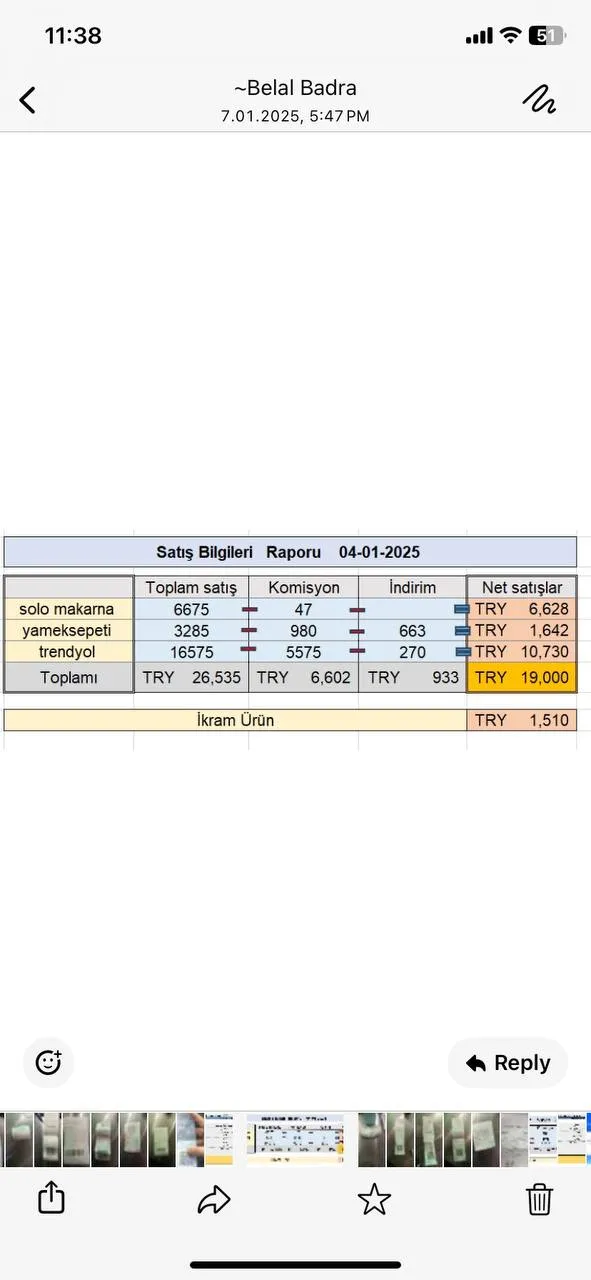 11:38
51
~Belal Badra
7.01.2025, 5:47 PM
Satış Bilgileri Raporu 04-01-2025
Toplam satış Komisyon İndirim Net satışlar
solo makarna 6675 47 TRY 6,628
yameksepeti 3285 980 663 TRY 1,642
trendyol 16575 5575 270 TRY 10,730
Toplamı TRY 26,535 TRY 6,602 TRY 933 TRY 19,000
İkram Ürün TRY 1,510
Reply